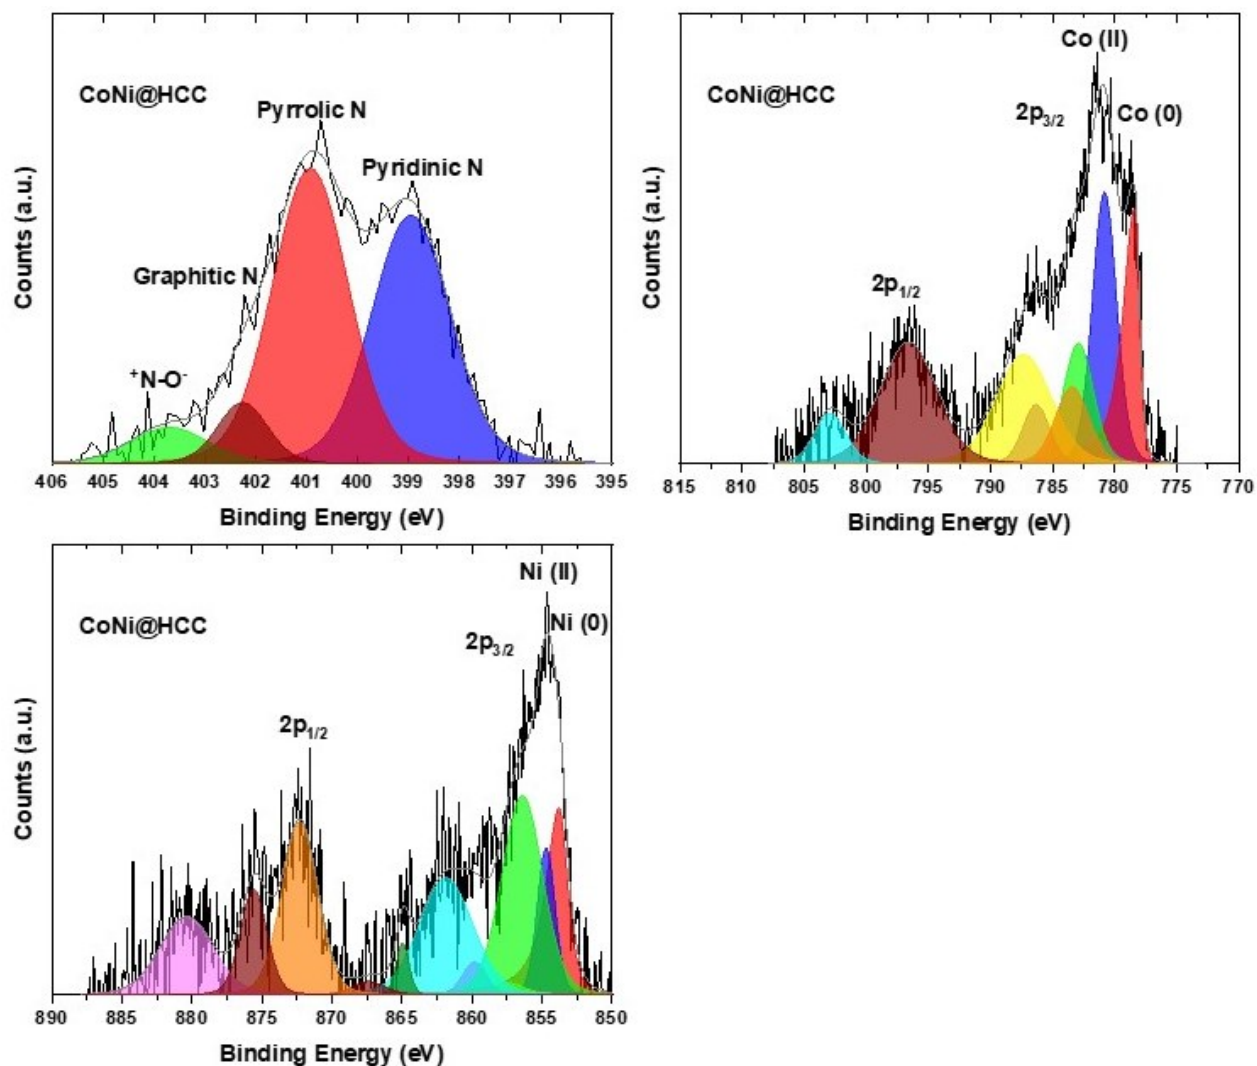 CoNi@HCC
Pyrrolic N
Pyridinic N
Graphitic N
⁺N-O⁻
Counts (a.u.)
406 405 404 403 402 401 400 399 398 397 396 395
Binding Energy (eV)
CoNi@HCC
Co (II)
2p3/2
Co (0)
2p1/2
Counts (a.u.)
815 810 805 800 795 790 785 780 775 770
Binding Energy (eV)
CoNi@HCC
Ni (II)
Ni (0)
2p3/2
2p1/2
Counts (a.u.)
890 885 880 875 870 865 860 855 850
Binding Energy (eV)